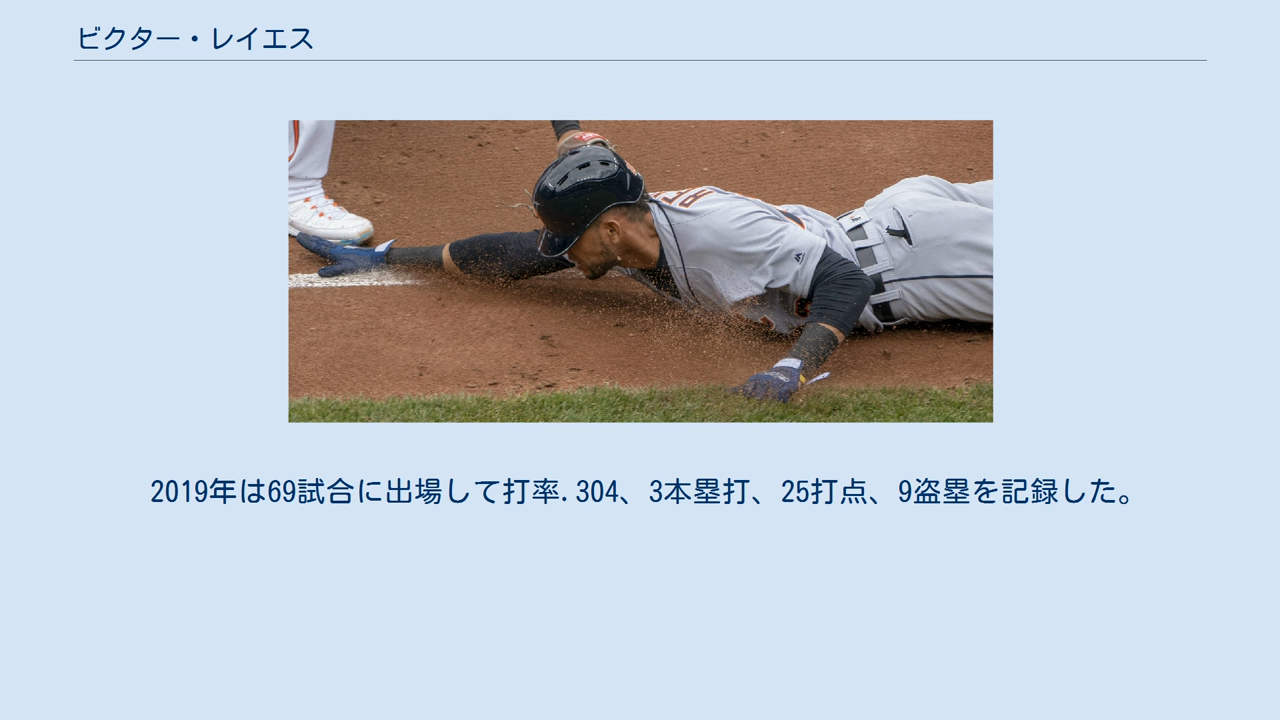 ビクター・レイエス
2019年は69試合に出場して打率.304、3本塁打、25打点、9盗塁を記録した。